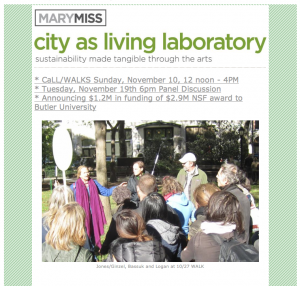 MARYMISS
city as living laboratory
sustainability made tangible through the arts
* CaLL/WALKS Sunday, November 10, 12 noon - 4PM
* Tuesday, November 19th 6pm Panel Discussion
* Announcing $1.2M in funding of $2.9M NSF award to
Butler University
Jones/Ginzel, Bosouk and Logan at 10/27 WALK